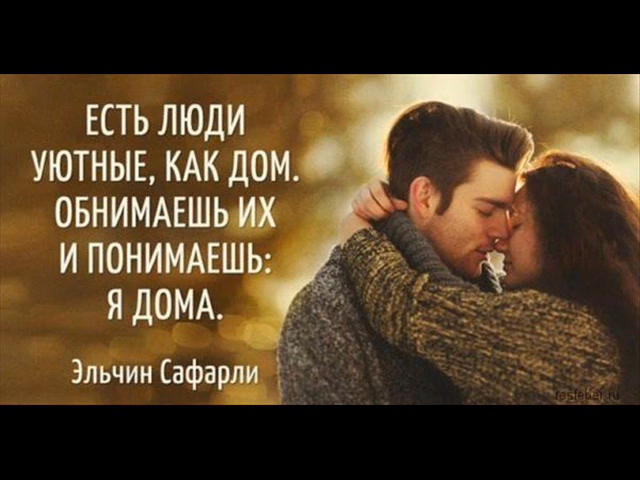 ЕСТЬ ЛЮДИ
УЮТНЫЕ, КАК ДОМ.
ОБНИМАЕШЬ ИХ
И ПОНИМАЕШЬ:
Я ДОМА.
Эльчин Сафарли